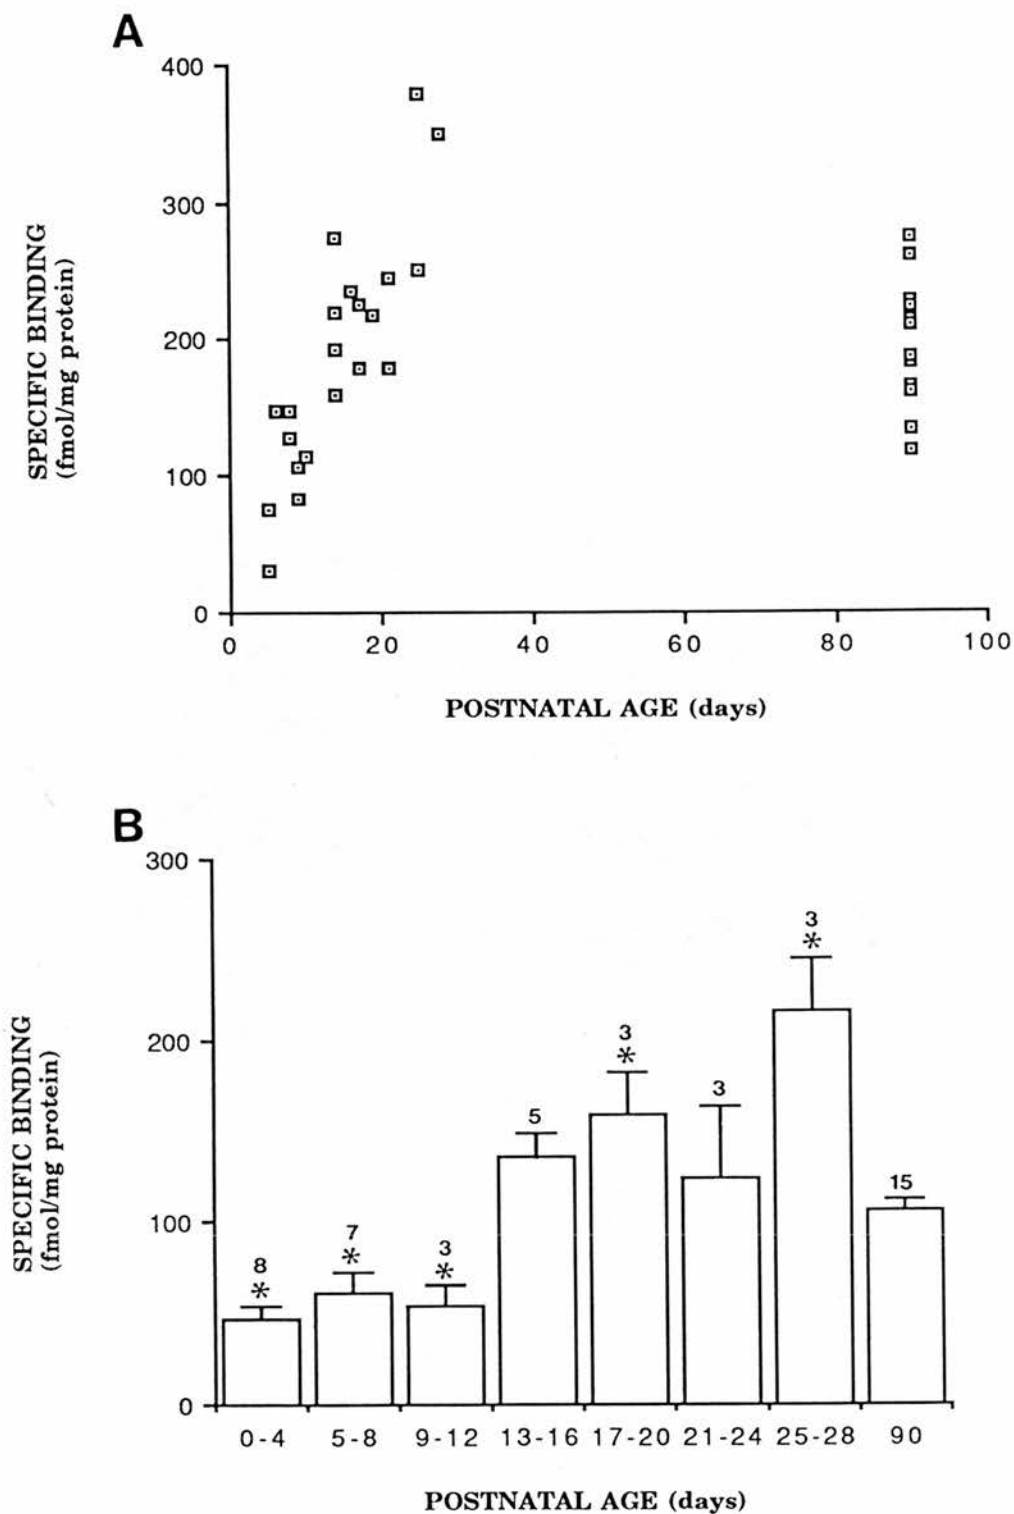 A
400
300
200
100
0
SPECIFIC BINDING
(fmol/mg protein)
0 20 40 60 80 100
POSTNATAL AGE (days)
B
300
200
100
0
SPECIFIC BINDING
(fmol/mg protein)
8
*
7
*
3
*
5
3
*
3
3
*
15
0-4 5-8 9-12 13-16 17-20 21-24 25-28 90
POSTNATAL AGE (days)